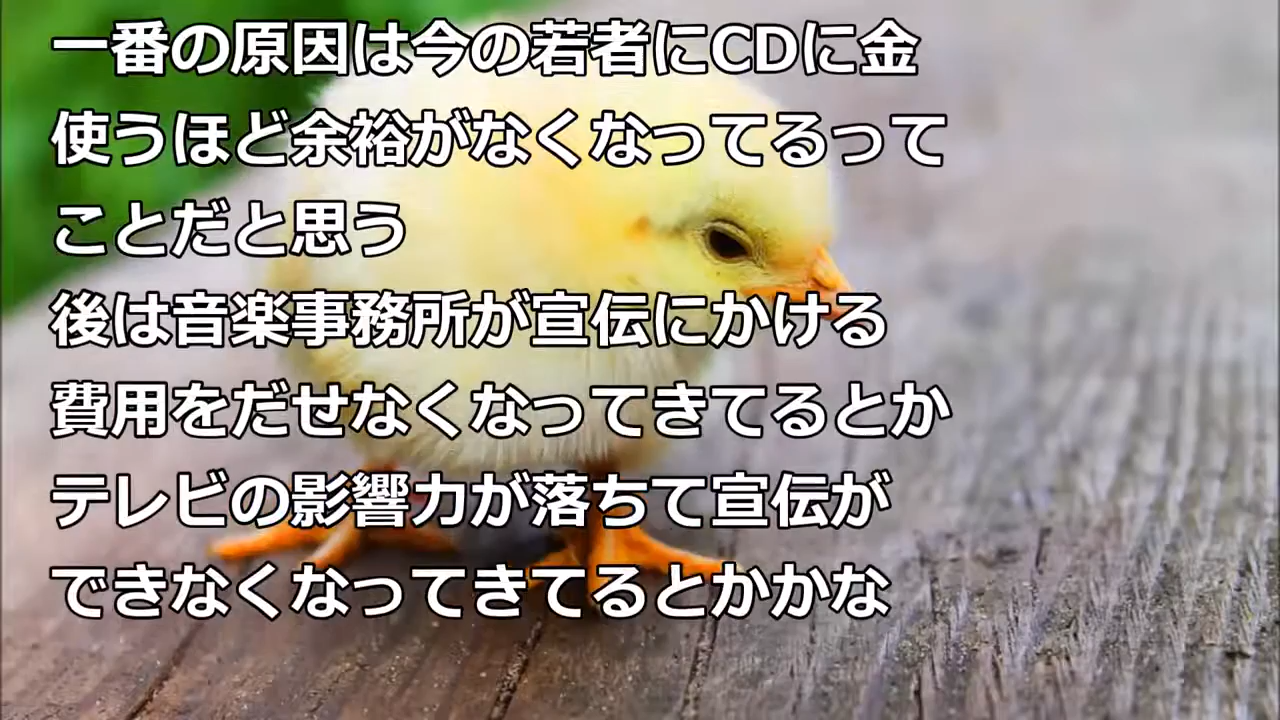 一番の原因は今の若者にCDに金
使うほど余裕がなくなってるって
ことだと思う
後は音楽事務所が宣伝にかける
費用をだせなくなってきてるとか
テレビの影響力が落ちて宣伝が
できなくなってきてるとかかな